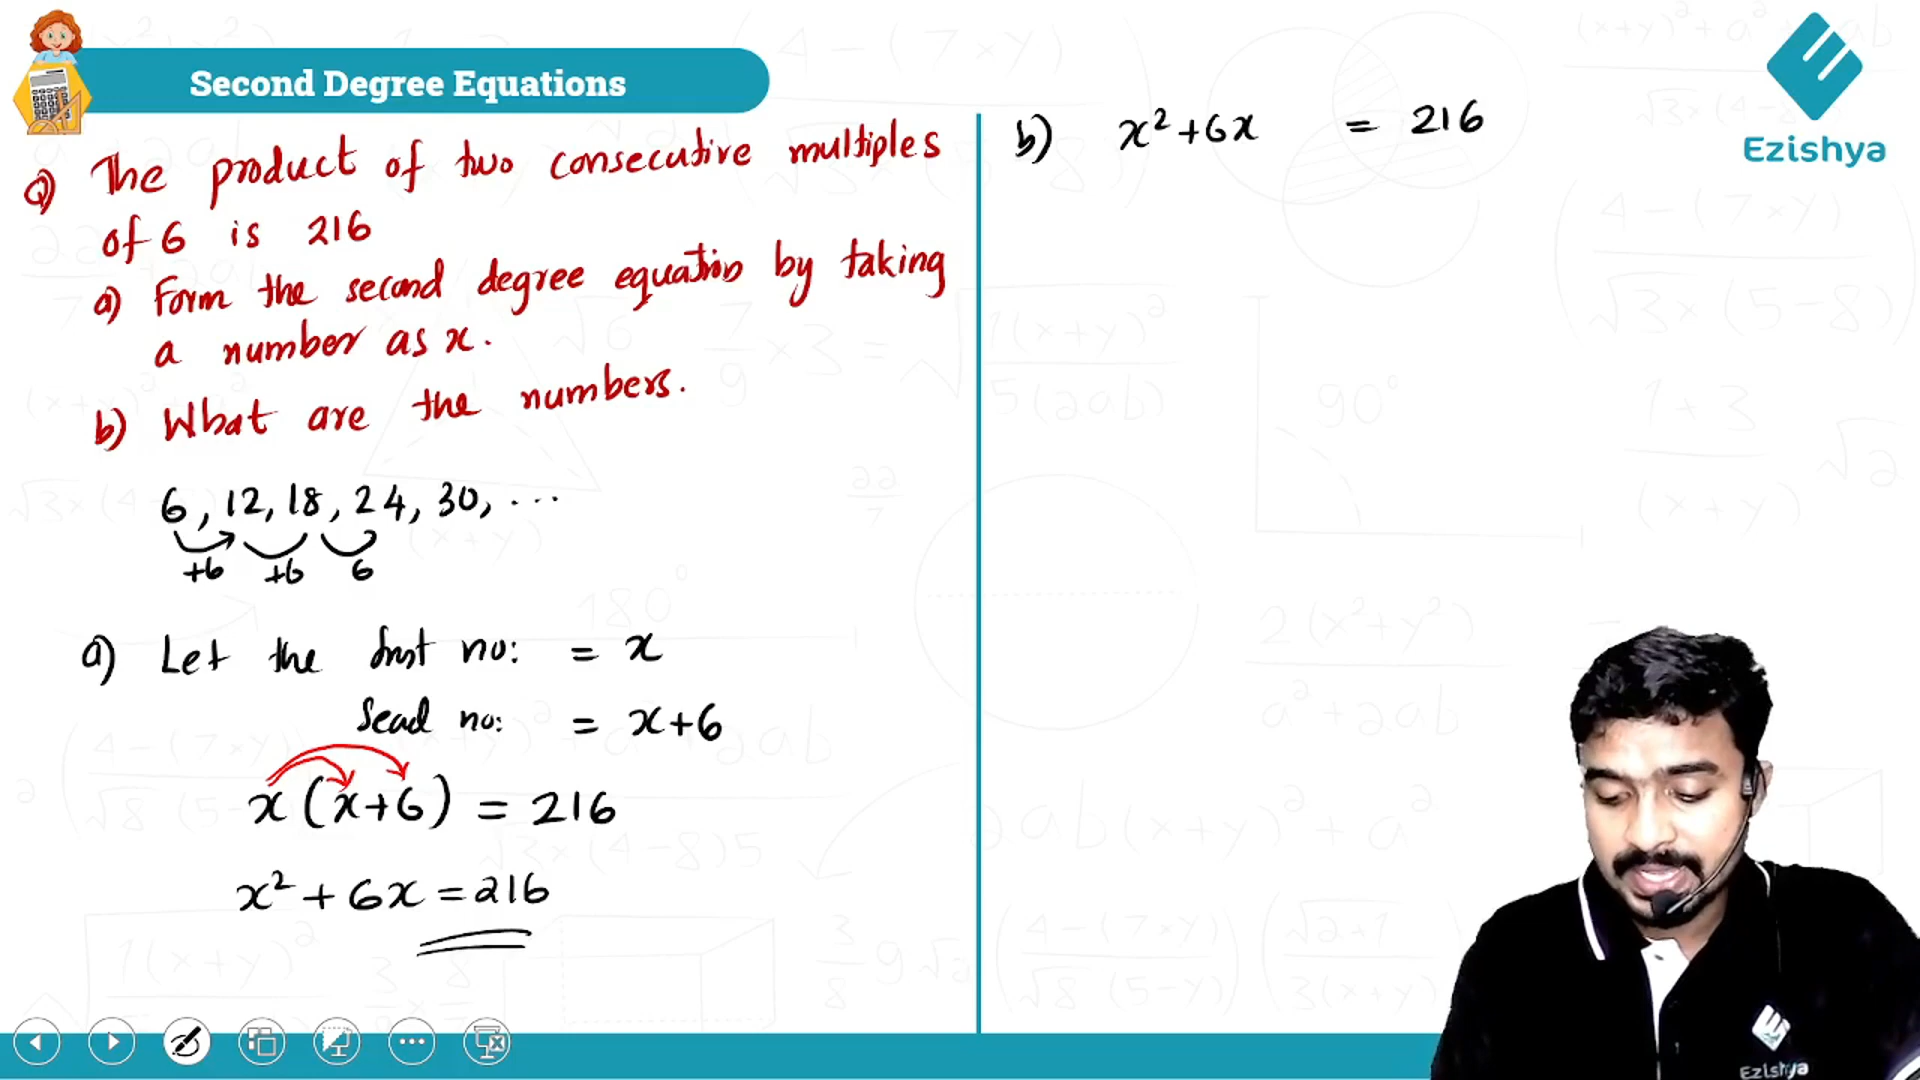 Second Degree Equations
Q) The product of two consecutive multiples
of 6 is 216
a) Form the second degree equation by taking
a number as x.
b) What are the numbers.
6, 12, 18, 24, 30, ...
+6 +6 6
a) Let the first no: = x
no: = x+6
x(x+6) = 216
x² + 6x = 216
b) x² + 6x = 216
Ezishya
Ezishya